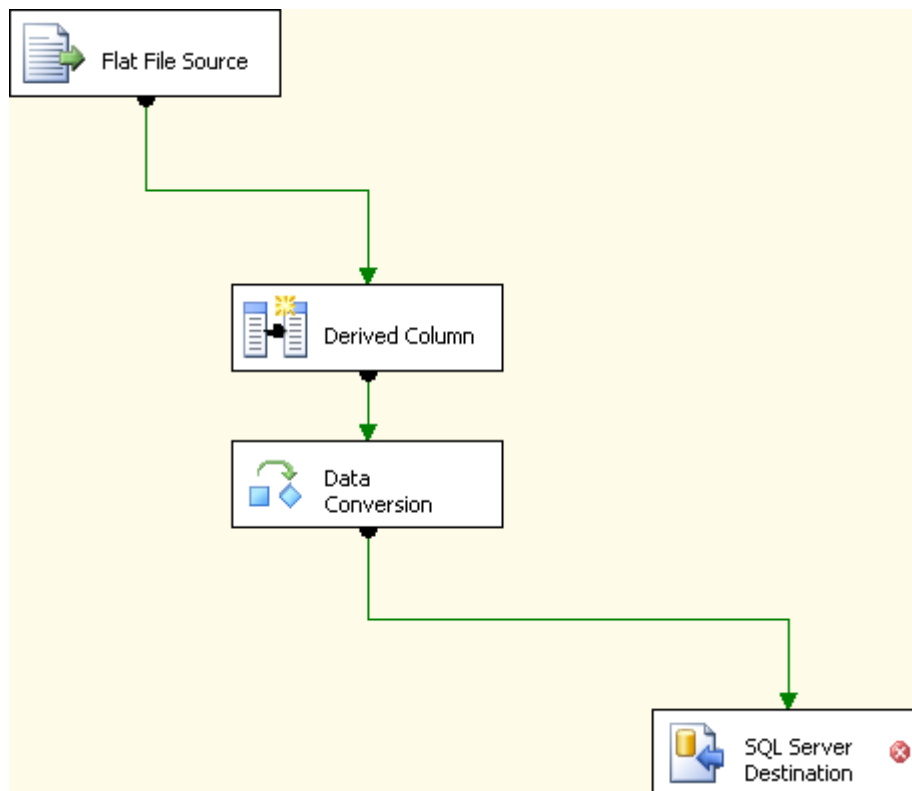 Flat File Source
Derived Column
Data
Conversion
SQL Server
Destination